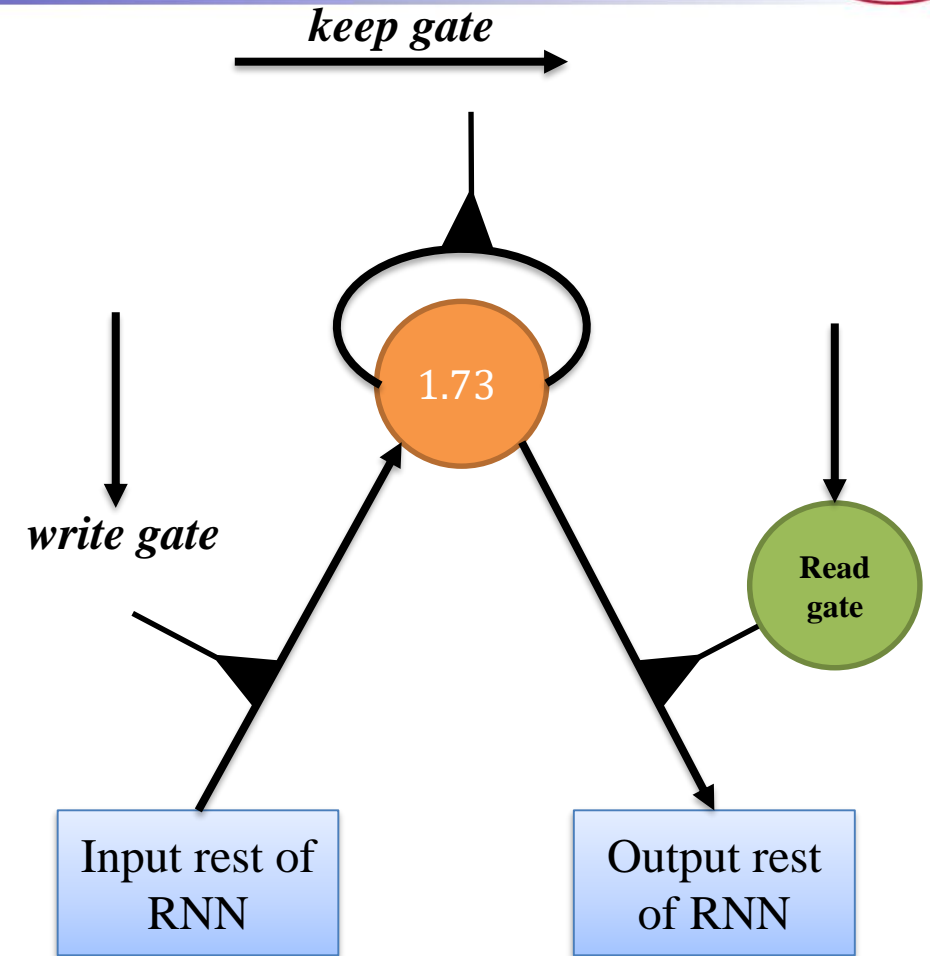 keep gate
1.73
write gate
Read
gate
Input rest of
RNN
Output rest
of RNN